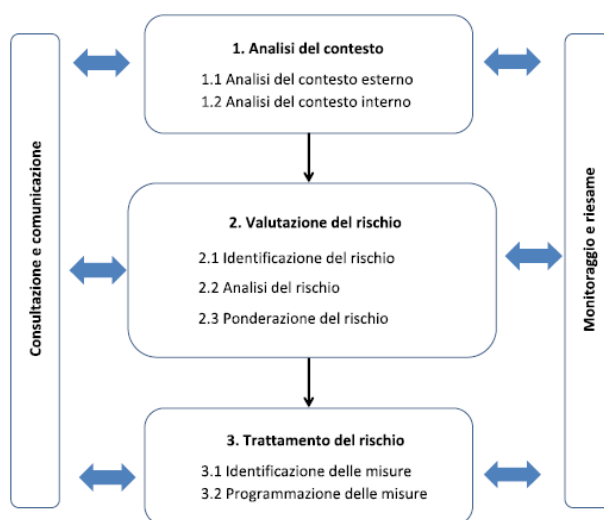 Consultazione e comunicazione
1. Analisi del contesto
1.1 Analisi del contesto esterno
1.2 Analisi del contesto interno
2. Valutazione del rischio
2.1 Identificazione del rischio
2.2 Analisi del rischio
2.3 Ponderazione del rischio
3. Trattamento del rischio
3.1 Identificazione delle misure
3.2 Programmazione delle misure
Monitoraggio e riesame